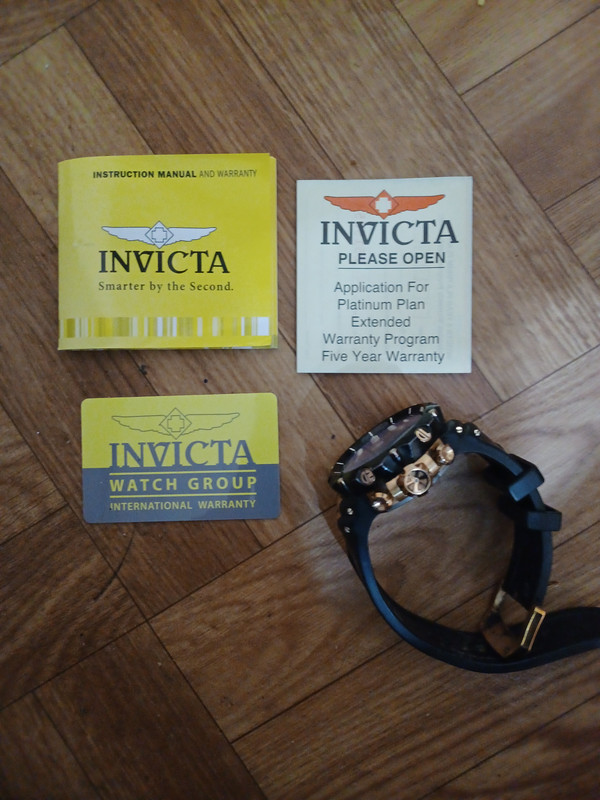 INSTRUCTION MANUAL AND WARRANTY
INVICTA
Smarter by the Second.
INVICTA
PLEASE OPEN
Application For
Platinum Plan
Extended
Warranty Program
Five Year Warranty
INVICTA
WATCH GROUP
INTERNATIONAL WARRANTY